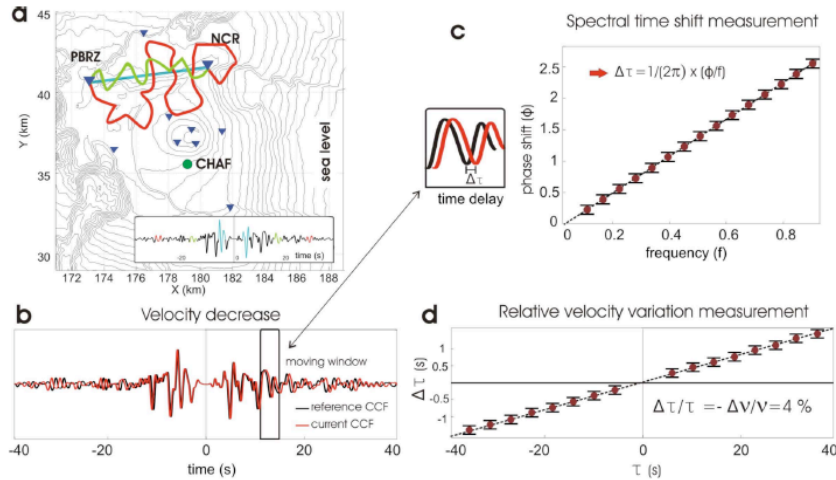 a
45
40
35
30
Y (km)
PBRZ
NCR
CHAF
sea level
-20
0
20
time (s)
172
174
176
178
180
182
184
186
188
X (km)
Δτ
time delay
c
Spectral time shift measurement
Δτ = 1/(2π) x (ϕ/f)
2.5
2
1.5
1
0.5
0
phase shift (ϕ)
0
0.2
0.4
0.6
0.8
frequency (f)
b
Velocity decrease
moving window
reference CCF
current CCF
-40
-20
0
20
40
time (s)
d
Relative velocity variation measurement
1
0.5
-0.5
-1
Δτ (s)
Δτ/τ = - Δν/ν = 4 %
-40
-20
0
20
40
τ (s)